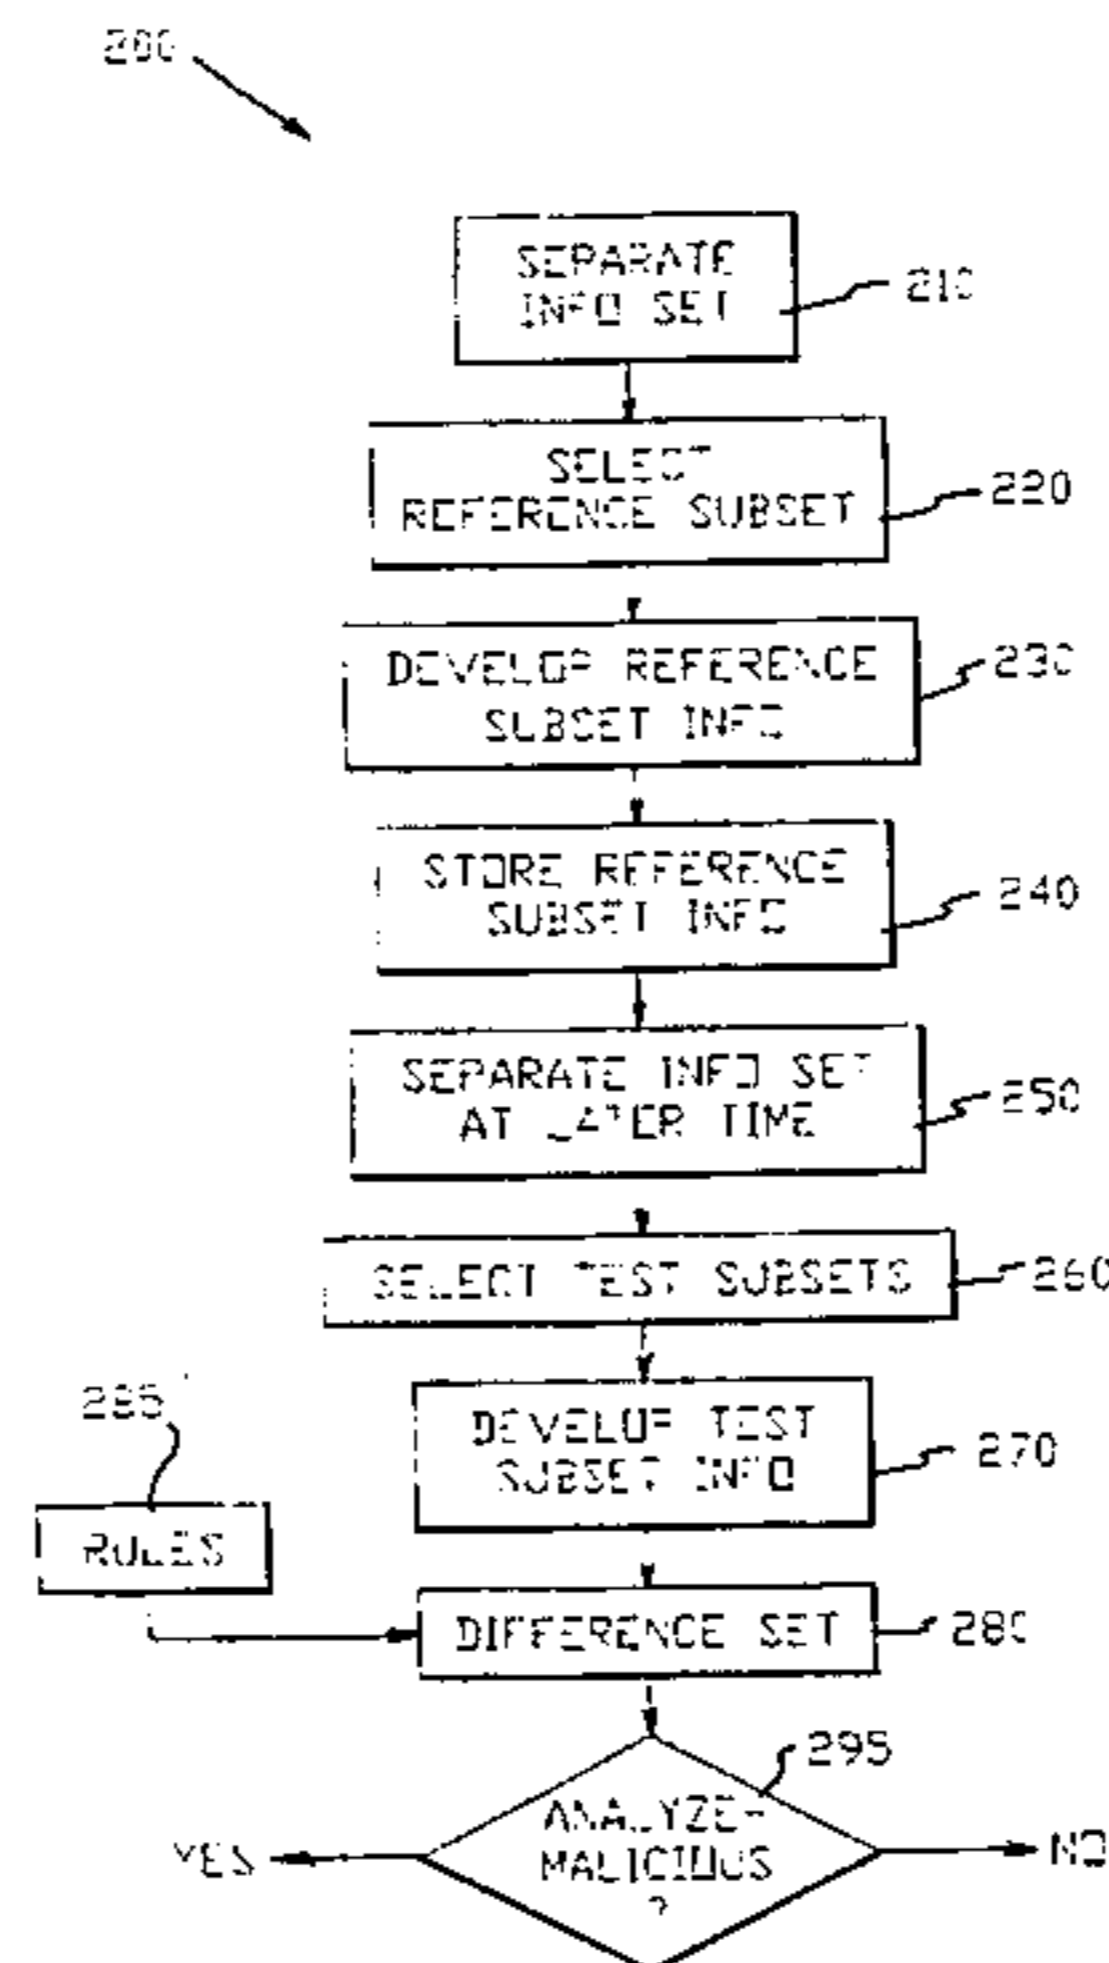 200
SEPARATE
INFO SET
210
SELECT
REFERENCE SUBSET
220
DEVELOP REFERENCE
SUBSET INFO
230
STORE REFERENCE
SUBSET INFO
240
SEPARATE INFO SET
AT LATER TIME
250
SELECT TEST SUBSETS
260
285
DEVELOP TEST
SUBSET INFO
270
RULES
DIFFERENCE SET
280
295
ANALYZE-
MALICIOUS
?
YES
NO